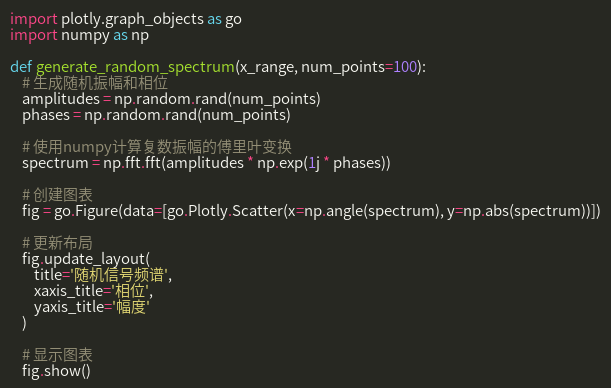 import plotly.graph_objects as go
import numpy as np
def generate_random_spectrum(x_range, num_points=100):
# 生成随机振幅和相位
amplitudes = np.random.rand(num_points)
phases = np.random.rand(num_points)
# 使用numpy计算复数振幅的傅里叶变换
spectrum = np.fft.fft(amplitudes * np.exp(1j * phases))
# 创建图表
fig = go.Figure(data=[go.Plotly.Scatter(x=np.angle(spectrum), y=np.abs(spectrum))])
# 更新布局
fig.update_layout(
title='随机信号频谱',
xaxis_title='相位',
yaxis_title='幅度'
)
# 显示图表
fig.show()